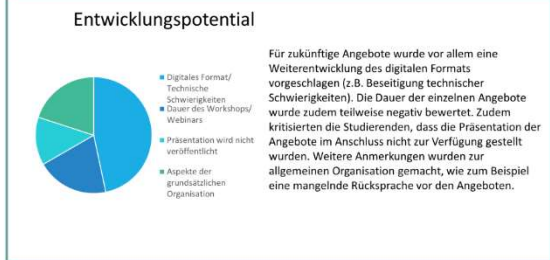 Entwicklungspotential
Digitales Format/
Technische
Schwierigkeiten
Dauer des Workshops/
Webinars
Präsentation wird nicht
veröffentlicht
Aspekte der
grundsätzlichen
Organisation
Für zukünftige Angebote wurde vor allem eine
Weiterentwicklung des digitalen Formats
vorgeschlagen (z.B. Beseitigung technischer
Schwierigkeiten). Die Dauer der einzelnen Angebote
wurde zudem teilweise negativ bewertet. Zudem
kritisierten die Studierenden, dass die Präsentation der
Angebote im Anschluss nicht zur Verfügung gestellt
wurden. Weitere Anmerkungen wurden zur
allgemeinen Organisation gemacht, wie zum Beispiel
eine mangelnde Rücksprache vor den Angeboten.